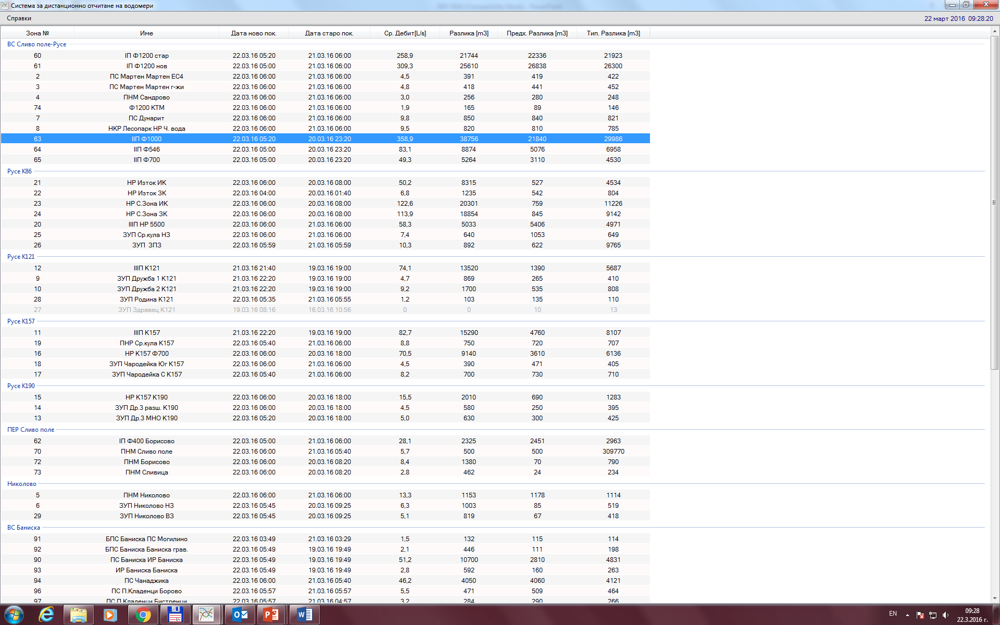 Система за дистанционно отчитане на водомери
Справки 22 март 2016 09:28:20
Зона № Име Дата ново пок. Дата старо пок. Ср. Дебит[L/s] Разлика [m3] Предх. Разлика [m3] Тип. Разлика [m3]
ВС Сливо поле-Русе
60 IП Ф1200 стар 22.03.16 05:20 21.03.16 06:00 258,9 21744 22336 21923
61 IП Ф1200 нов 22.03.16 05:00 21.03.16 06:00 309,3 25610 26838 26300
2 ПС Мартен Мартен ЕС4 22.03.16 06:00 21.03.16 06:00 4,5 391 419 422
3 ПС Мартен Мартен г-жи 22.03.16 06:00 21.03.16 06:00 4,8 418 441 452
4 ПНМ Сандрово 22.03.16 06:00 21.03.16 06:00 3,0 256 280 248
74 Ф1200 КТМ 22.03.16 06:00 21.03.16 06:00 1,9 165 89 146
7 ПС Дунарит 22.03.16 06:00 21.03.16 06:00 9,8 850 840 821
8 НКР Лесопарк НР Ч. вода 22.03.16 06:00 21.03.16 06:00 9,5 820 810 785
63 IIП Ф1000 22.03.16 05:20 20.03.16 23:20 358,9 38756 21840 29986
64 IIП Ф546 22.03.16 05:00 20.03.16 23:20 83,1 8874 5076 6958
65 IIП Ф700 22.03.16 05:00 20.03.16 23:20 49,3 5264 3110 4530
Русе К86
21 НР Изток ИК 22.03.16 06:00 20.03.16 08:00 50,2 8315 527 4534
22 НР Изток ЗК 22.03.16 04:00 20.03.16 01:40 6,8 1235 542 804
23 НР С.Зона ИК 22.03.16 06:00 20.03.16 08:00 122,6 20301 759 11226
24 НР С.Зона ЗК 22.03.16 06:00 20.03.16 08:00 113,9 18854 845 9142
20 IIIП НР 5500 22.03.16 06:00 21.03.16 06:00 58,3 5033 5406 4971
25 ЗУП Ср.кула НЗ 22.03.16 06:00 21.03.16 06:00 7,4 640 1053 649
26 ЗУП ЗПЗ 22.03.16 05:59 21.03.16 05:59 10,3 892 622 9765
Русе К121
12 IIIП К121 21.03.16 21:40 19.03.16 19:00 74,1 13520 1390 5687
9 ЗУП Дружба 1 К121 21.03.16 22:20 19.03.16 19:00 4,7 869 265 410
10 ЗУП Дружба 2 К121 21.03.16 22:20 19.03.16 19:00 9,2 1700 535 808
28 ЗУП Родина К121 22.03.16 05:35 21.03.16 05:55 1,2 103 135 110
27 ЗУП Здравец К121 19.03.16 08:16 16.03.16 10:56 0 0 10 13
Русе К157
11 IIIП К157 21.03.16 22:20 19.03.16 19:00 82,7 15290 4760 8107
19 ПНР Ср.кула К157 22.03.16 05:40 21.03.16 06:00 8,8 750 720 707
16 НР К157 Ф700 22.03.16 06:00 20.03.16 18:00 70,5 9140 3610 6136
18 ЗУП Чародейка Юг К157 22.03.16 06:00 21.03.16 06:00 4,5 390 471 405
17 ЗУП Чародейка С К157 22.03.16 05:40 21.03.16 06:00 8,2 700 730 710
Русе К190
15 НР К157 К190 22.03.16 06:00 20.03.16 18:00 15,5 2010 690 1283
14 ЗУП Др.3 разш. К190 22.03.16 06:00 20.03.16 18:00 4,5 580 250 395
13 ЗУП Др.3 МНО К190 22.03.16 05:20 20.03.16 18:00 5,0 630 300 425
ПЕР Сливо поле
62 IП Ф400 Борисово 22.03.16 05:00 21.03.16 06:00 28,1 2325 2451 2963
70 ПНМ Сливо поле 22.03.16 06:00 21.03.16 05:40 5,7 500 500 309770
72 ПНМ Борисово 22.03.16 06:00 20.03.16 08:20 8,4 1380 70 790
73 ПНМ Сливица 22.03.16 06:00 20.03.16 08:20 2,8 462 24 234
Николово
5 ПНМ Николово 22.03.16 06:00 21.03.16 06:00 13,3 1153 1178 1114
6 ЗУП Николово НЗ 22.03.16 05:45 20.03.16 09:25 6,3 1003 85 519
29 ЗУП Николово ВЗ 22.03.16 05:45 20.03.16 09:25 5,1 819 67 418
ВС Баниска
91 БПС Баниска ПС Могилино 22.03.16 03:49 21.03.16 03:29 1,5 132 115 114
92 БПС Баниска Баниска грав. 22.03.16 05:49 19.03.16 19:49 2,1 446 111 198
90 ПС Баниска ИР Баниска 22.03.16 05:49 19.03.16 19:49 51,2 10700 2810 4831
93 ИР Баниска Баниска 22.03.16 05:49 19.03.16 19:49 2,8 592 160 263
94 ПС Чанаджика 22.03.16 06:00 21.03.16 05:40 46,2 4050 4060 4121
96 ПС П.Кладенци Борово 22.03.16 05:57 21.03.16 05:57 5,5 471 509 464
97 ПС П.Кладенци Бистренци 22.03.16 05:57 21.03.16 04:57 3,2 284 290 266
EN 09:28
22.3.2016 г.